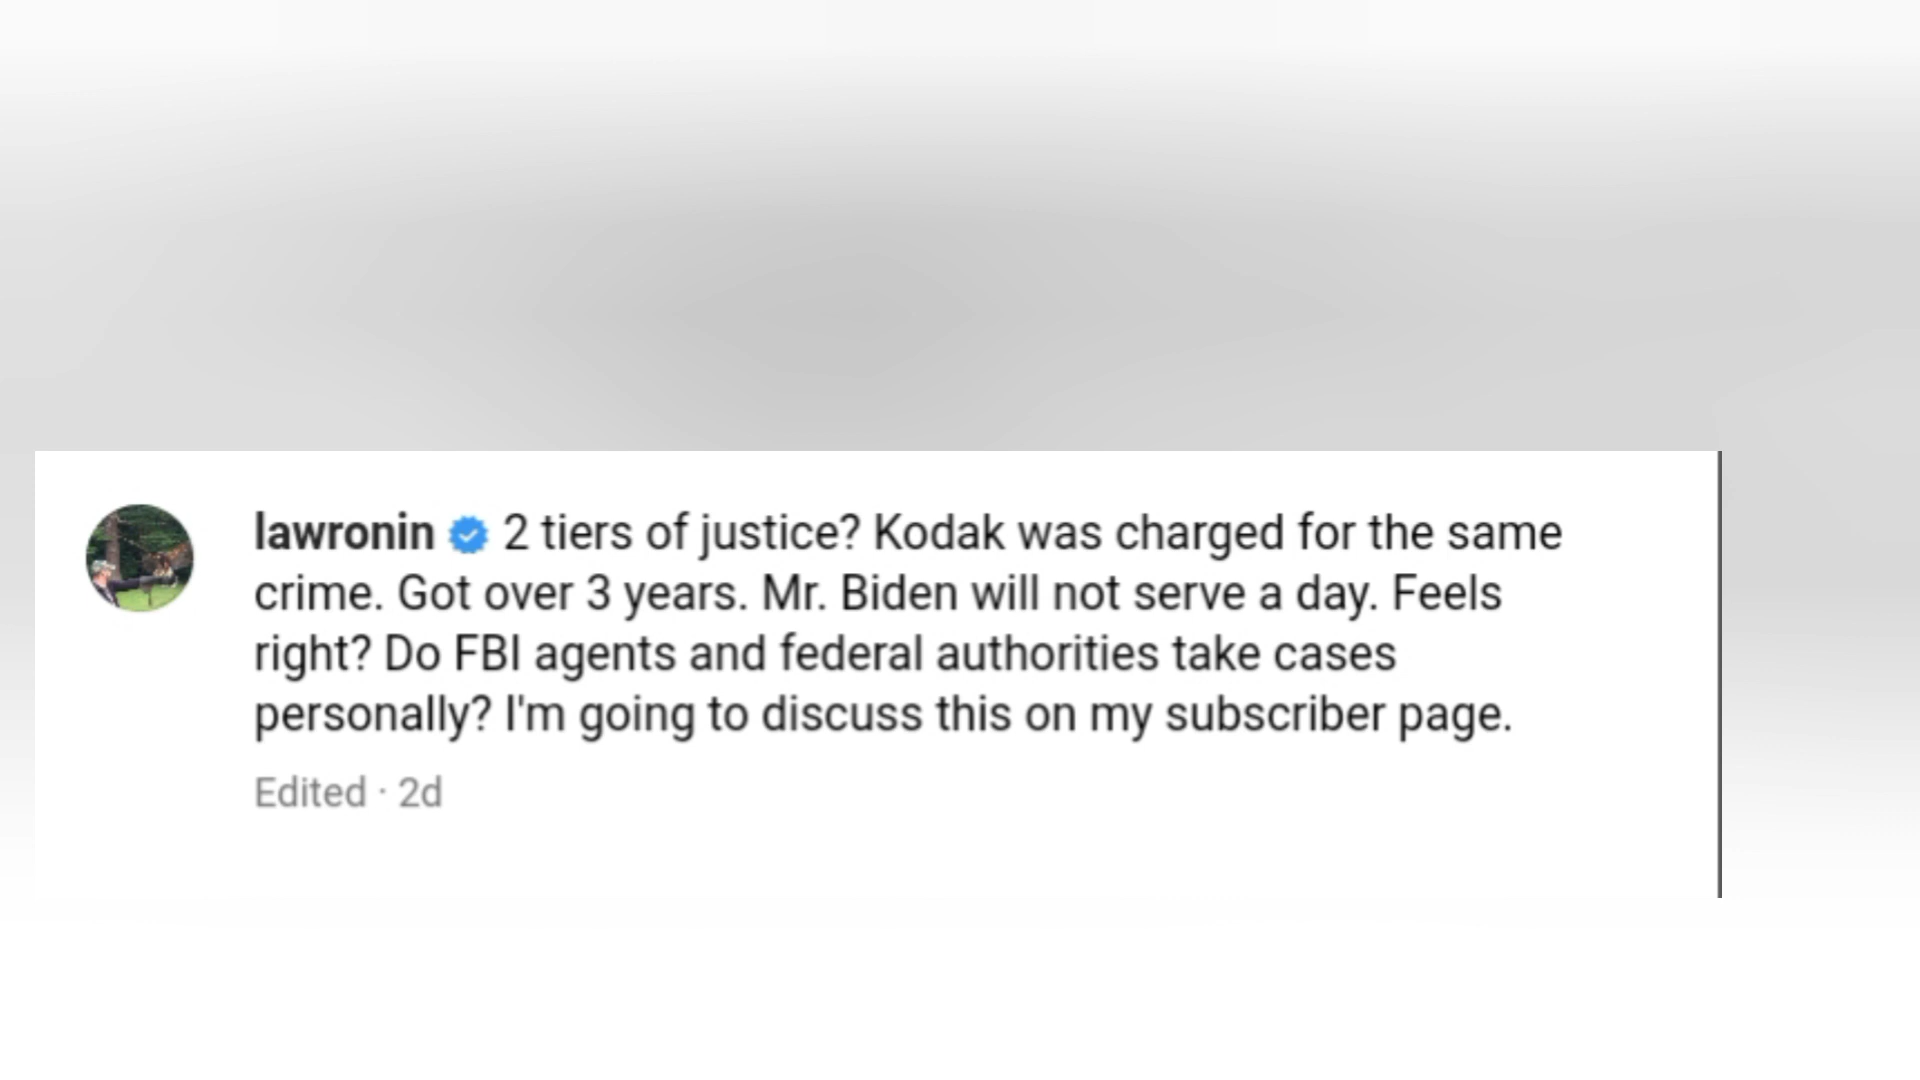 lawronin 2 tiers of justice? Kodak was charged for the same
crime. Got over 3 years. Mr. Biden will not serve a day. Feels
right? Do FBI agents and federal authorities take cases
personally? I'm going to discuss this on my subscriber page.
Edited · 2d